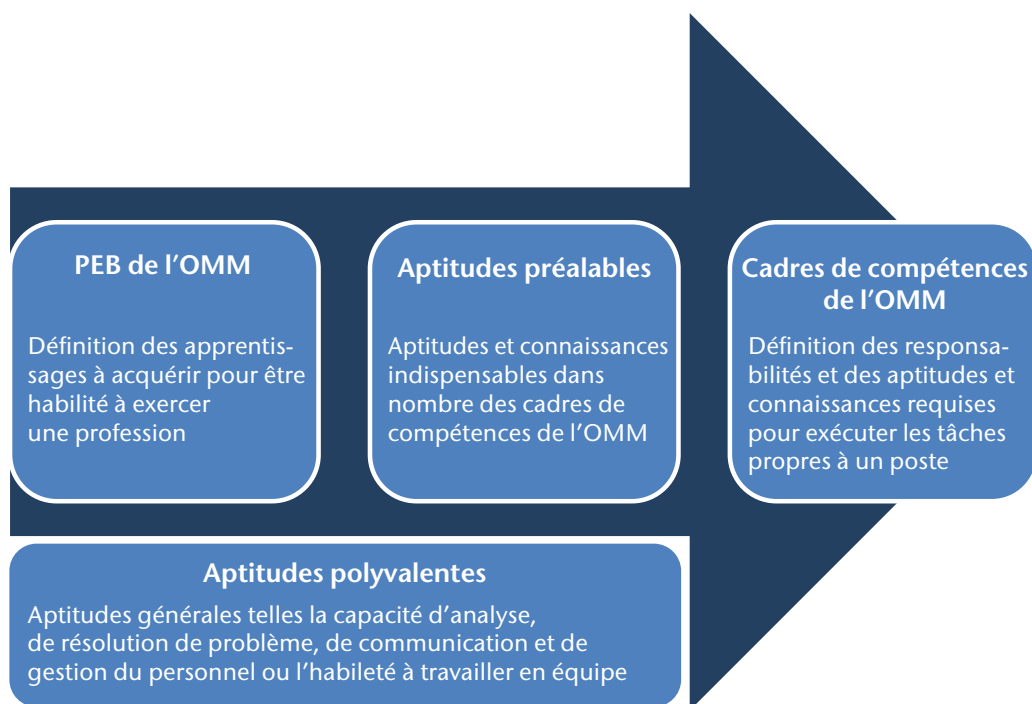 PEB de l'OMM
Définition des apprentis-
sages à acquérir pour être
habilité à exercer
une profession
Aptitudes préalables
Aptitudes et connaissances
indispensables dans
nombre des cadres de
compétences de l'OMM
Cadres de compétences
de l'OMM
Définition des responsa-
bilités et des aptitudes et
connaissances requises
pour exécuter les tâches
propres à un poste
Aptitudes polyvalentes
Aptitudes générales telles la capacité d'analyse,
de résolution de problème, de communication et de
gestion du personnel ou l'habileté à travailler en équipe